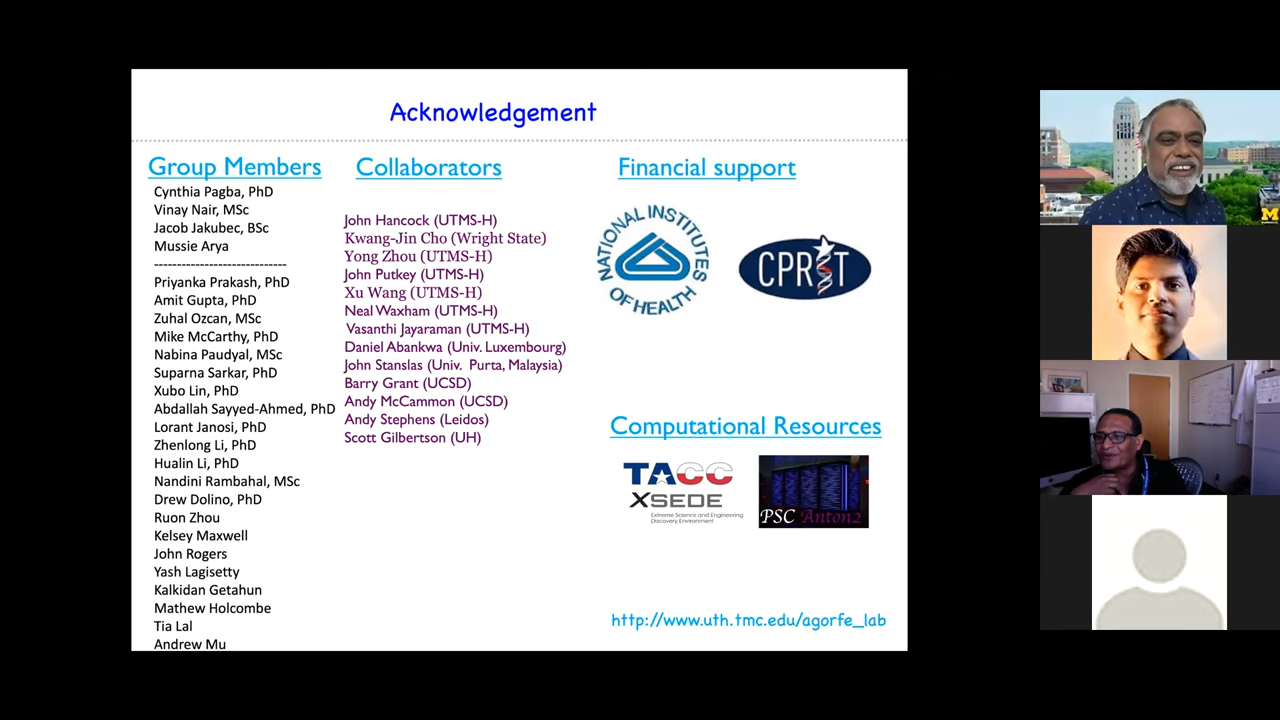 Acknowledgement
Group Members
Cynthia Pagba, PhD
Vinay Nair, MSc
Jacob Jakubec, BSc
Mussie Arya
-----------------------------
Priyanka Prakash, PhD
Amit Gupta, PhD
Zuhal Ozcan, MSc
Mike McCarthy, PhD
Nabina Paudyal, MSc
Suparna Sarkar, PhD
Xubo Lin, PhD
Abdallah Sayyed-Ahmed, PhD
Lorant Janosi, PhD
Zhenlong Li, PhD
Hualin Li, PhD
Nandini Rambahal, MSc
Drew Dolino, PhD
Ruon Zhou
Kelsey Maxwell
John Rogers
Yash Lagisetty
Kalkidan Getahun
Mathew Holcombe
Tia Lal
Andrew Mu
Collaborators
John Hancock (UTMS-H)
Kwang-Jin Cho (Wright State)
Yong Zhou (UTMS-H)
John Putkey (UTMS-H)
Xu Wang (UTMS-H)
Neal Waxham (UTMS-H)
Vasanthi Jayaraman (UTMS-H)
Daniel Abankwa (Univ. Luxembourg)
John Stanslas (Univ. Purta, Malaysia)
Barry Grant (UCSD)
Andy McCammon (UCSD)
Andy Stephens (Leidos)
Scott Gilbertson (UH)
Financial support
NATIONAL INSTITUTES
OF HEALTH
CPRIT
Computational Resources
TACC
XSEDE
Extreme Science and Engineering
Discovery Environment
PSC Anton2
http://www.uth.tmc.edu/agorfe_lab
M